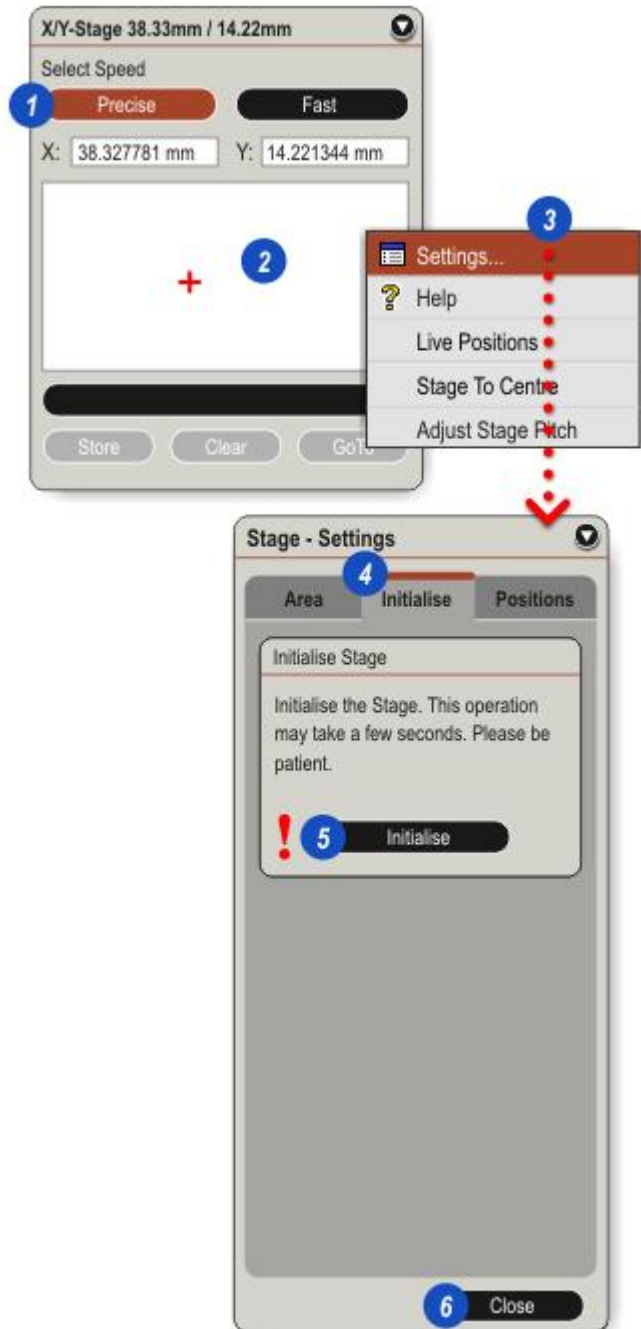 X/Y-Stage 38.33mm / 14.22mm
Select Speed
1 Precise Fast
X: 38.327781 mm Y: 14.221344 mm
2
3
Settings...
Help
Live Positions
Stage To Centre
Adjust Stage Pitch
Store Clear GoTo
Stage - Settings
4
Area Initialise Positions
Initialise Stage
Initialise the Stage. This operation
may take a few seconds. Please be
patient.
! 5 Initialise
6 Close